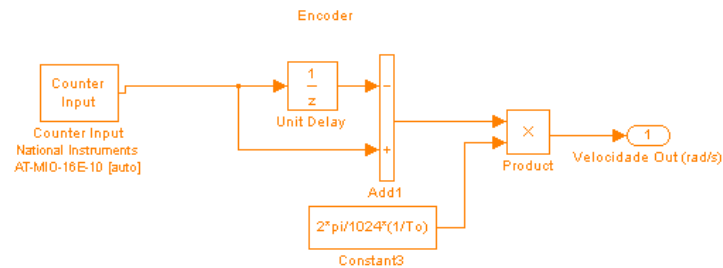 Encoder
Counter
Input
Counter Input
National Instruments
AT-MIO-16E-10 [auto]
1
z
Unit Delay
−
+
Add1
2*pi/1024*(1/To)
Constant3
×
Product
1
Velocidade Out (rad/s)